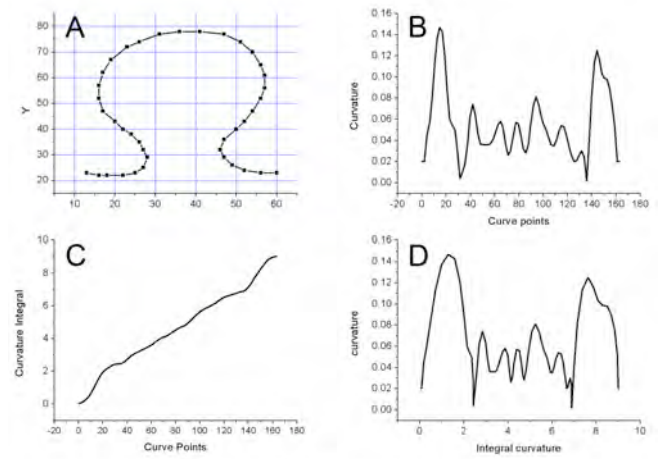 A
80
70
60
50
40
30
20
Y
10 20 30 40 50 60
B
0.16
0.14
0.12
0.10
0.08
0.06
0.04
0.02
0.00
Curvature
-20 0 20 40 60 80 100 120 140 160 180
Curve points
C
10
8
6
4
2
0
Curvature Integral
-20 0 20 40 60 80 100 120 140 160 180
Curve Points
D
0.16
0.14
0.12
0.10
0.08
0.06
0.04
0.02
0.00
curvature
0 2 4 6 8 10
Integral curvature